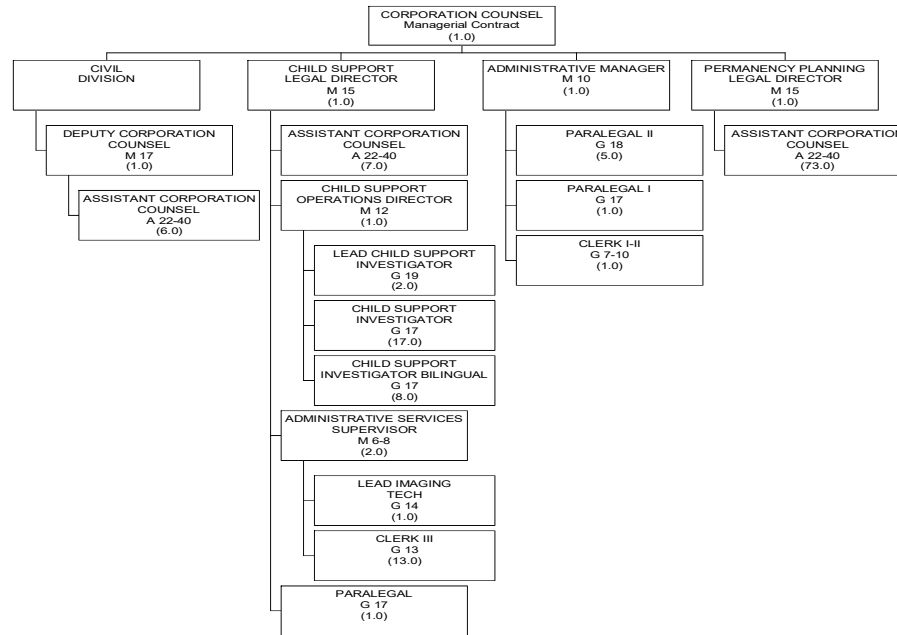 CORPORATION COUNSEL
Managerial Contract
(1.0)
CIVIL
DIVISION
DEPUTY CORPORATION
COUNSEL
M 17
(1.0)
ASSISTANT CORPORATION
COUNSEL
A 22-40
(6.0)
CHILD SUPPORT
LEGAL DIRECTOR
M 15
(1.0)
ASSISTANT CORPORATION
COUNSEL
A 22-40
(7.0)
CHILD SUPPORT
OPERATIONS DIRECTOR
M 12
(1.0)
LEAD CHILD SUPPORT
INVESTIGATOR
G 19
(2.0)
CHILD SUPPORT
INVESTIGATOR
G 17
(17.0)
CHILD SUPPORT
INVESTIGATOR BILINGUAL
G 17
(8.0)
ADMINISTRATIVE SERVICES
SUPERVISOR
M 6-8
(2.0)
LEAD IMAGING
TECH
G 14
(1.0)
CLERK III
G 13
(13.0)
PARALEGAL
G 17
(1.0)
ADMINISTRATIVE MANAGER
M 10
(1.0)
PARALEGAL II
G 18
(5.0)
PARALEGAL I
G 17
(1.0)
CLERK I-II
G 7-10
(1.0)
PERMANENCY PLANNING
LEGAL DIRECTOR
M 15
(1.0)
ASSISTANT CORPORATION
COUNSEL
A 22-40
(73.0)